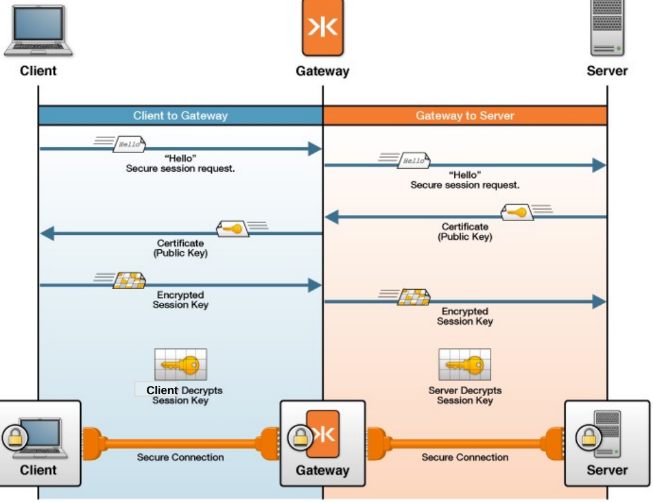 Client
Gateway
Server
Client to Gateway
Gateway to Server
Hello
"Hello"
Secure session request.
Hello
"Hello"
Secure session request.
Certificate
(Public Key)
Certificate
(Public Key)
Encrypted
Session Key
Encrypted
Session Key
Client Decrypts
Session Key
Server Decrypts
Session Key
Secure Connection
Secure Connection
Client
Gateway
Server